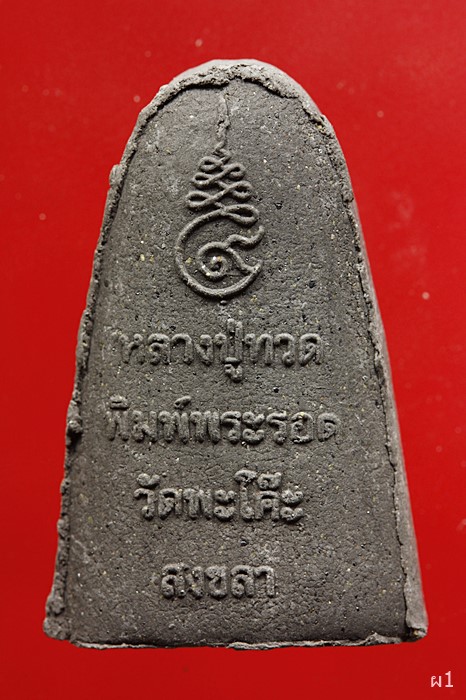 ๙
หลวงปู่ทวด
พิมพ์พระรอด
วัดพะโค๊ะ
สงขลา
ผ1